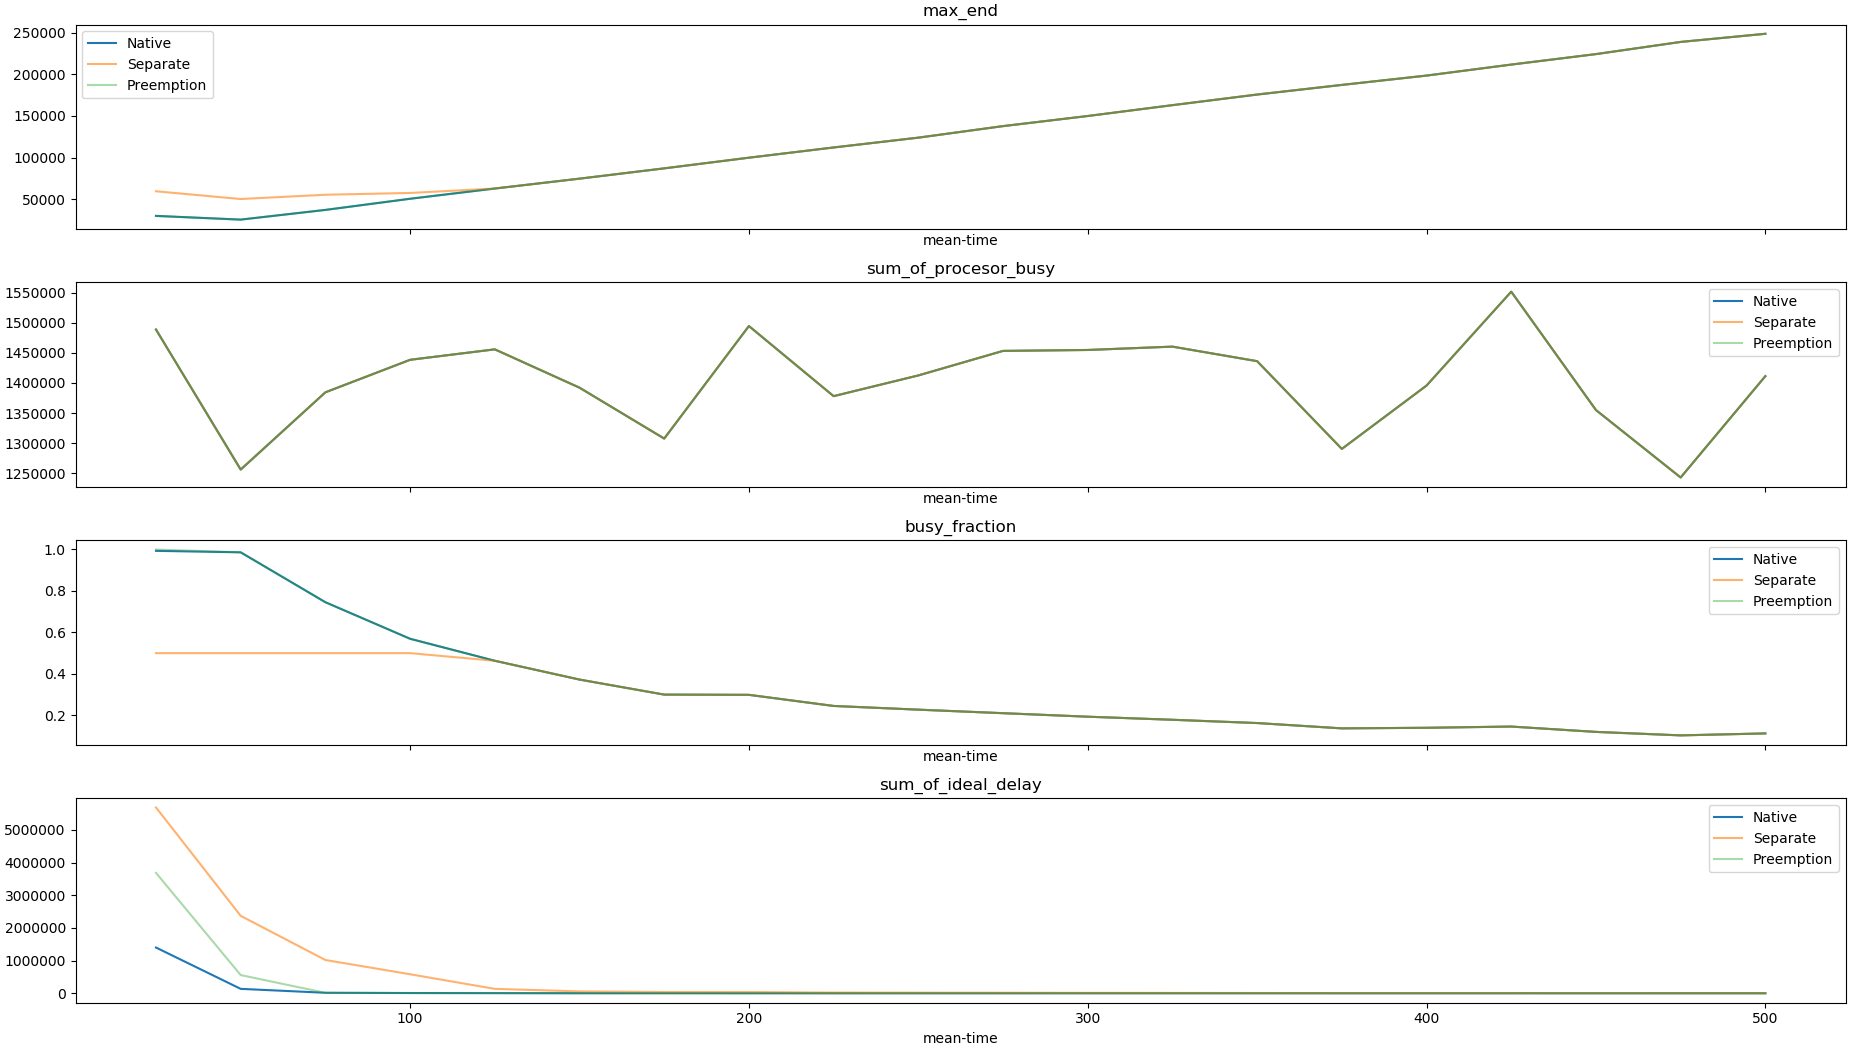 max_end
250000
200000
150000
100000
50000
Native
Separate
Preemption
mean-time
sum_of_procesor_busy
1550000
1500000
1450000
1400000
1350000
1300000
1250000
Native
Separate
Preemption
mean-time
busy_fraction
1.0
0.8
0.6
0.4
0.2
Native
Separate
Preemption
mean-time
sum_of_ideal_delay
5000000
4000000
3000000
2000000
1000000
0
Native
Separate
Preemption
100 200 300 400 500
mean-time